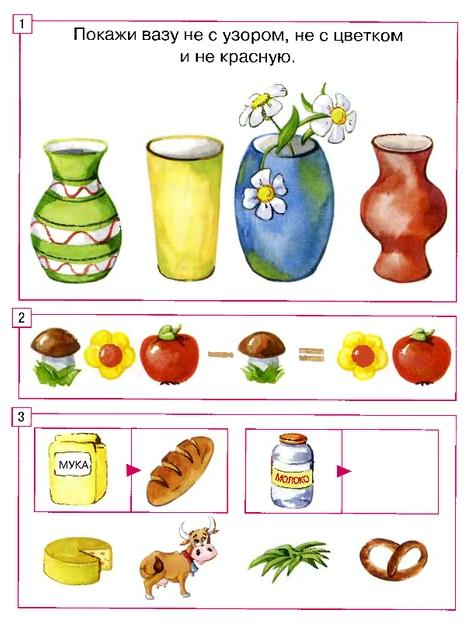 1
Покажи вазу не с узором, не с цветком
и не красную.
2
3
МУКА
МОЛОКО